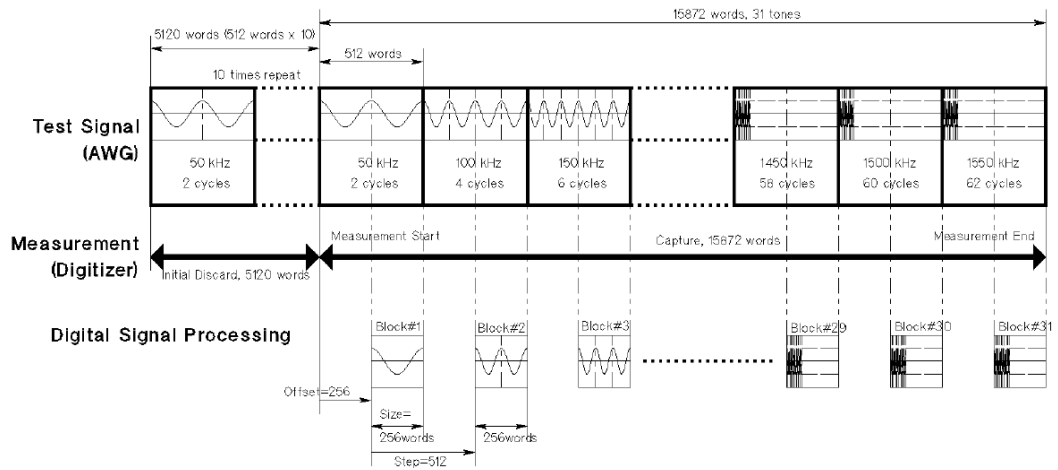 15872 words, 31 tones
5120 words (512 words x 10)
512 words
10 times repeat
Test Signal
(AWG)
50 kHz
2 cycles
50 kHz
2 cycles
100 kHz
4 cycles
150 kHz
6 cycles
1450 kHz
58 cycles
1500 kHz
60 cycles
1550 kHz
62 cycles
Measurement
(Digitizer)
Measurement Start
Capture, 15872 words
Measurement End
Initial Discard, 5120 words
Digital Signal Processing
Block#1
Block#2
Block#3
Block#29
Block#30
Block#31
Offset=256
Size=
256words
256words
Step=512